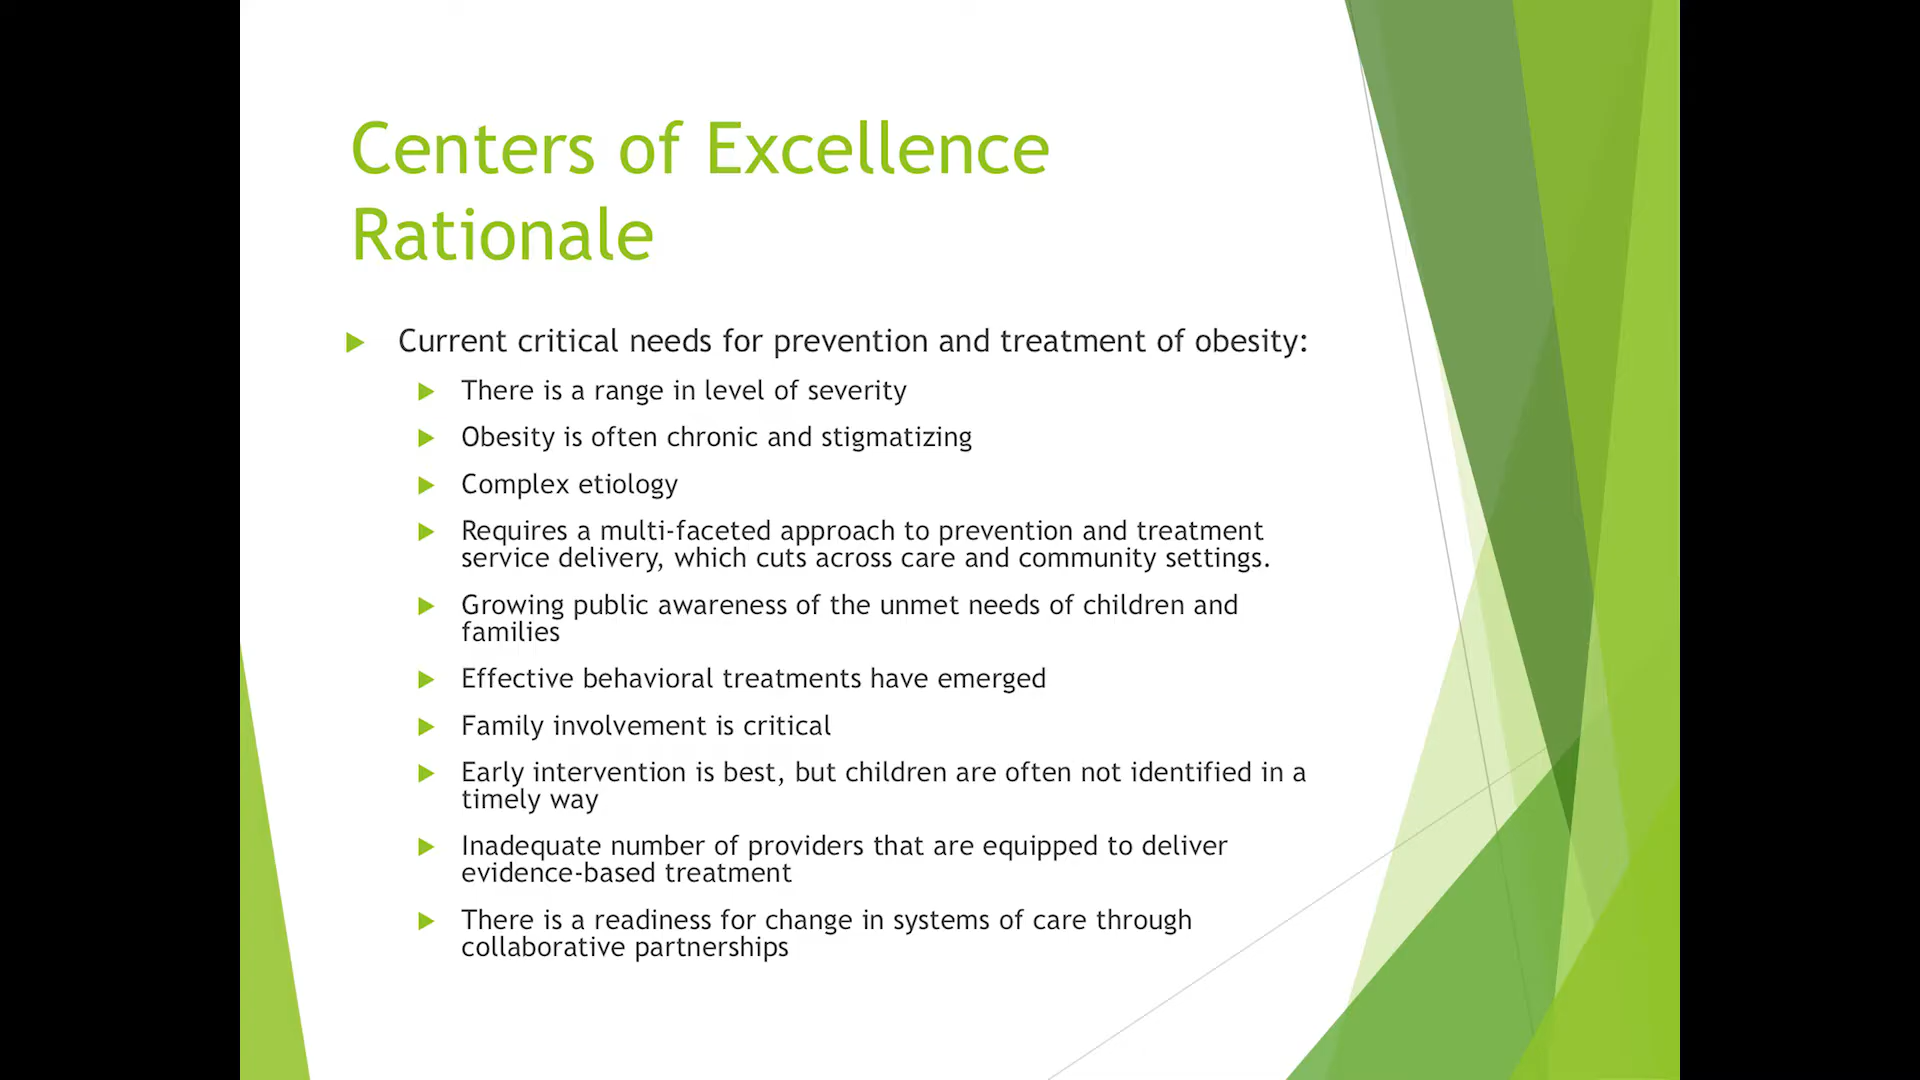 Centers of Excellence
Rationale
Current critical needs for prevention and treatment of obesity:
There is a range in level of severity
Obesity is often chronic and stigmatizing
Complex etiology
Requires a multi-faceted approach to prevention and treatment
service delivery, which cuts across care and community settings.
Growing public awareness of the unmet needs of children and
families
Effective behavioral treatments have emerged
Family involvement is critical
Early intervention is best, but children are often not identified in a
timely way
Inadequate number of providers that are equipped to deliver
evidence-based treatment
There is a readiness for change in systems of care through
collaborative partnerships